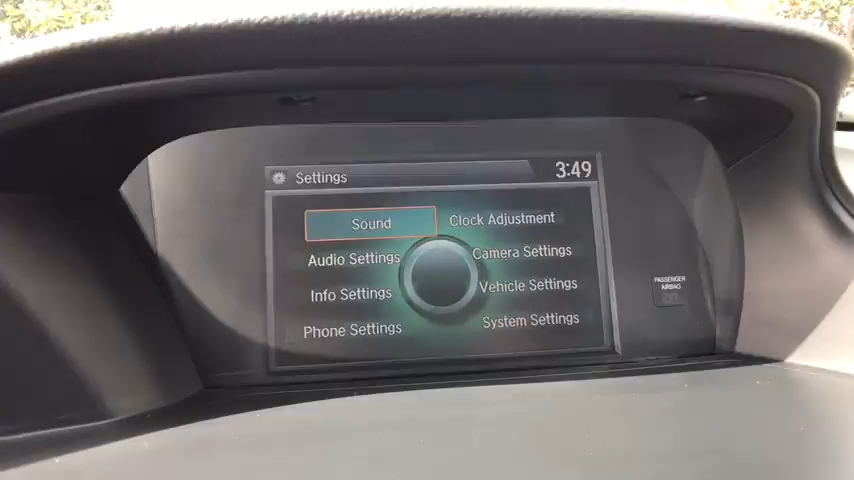 Settings
3:49
Sound
Clock Adjustment
Audio Settings
Camera Settings
Info Settings
Vehicle Settings
Phone Settings
System Settings
PASSENGER
AIRBAG